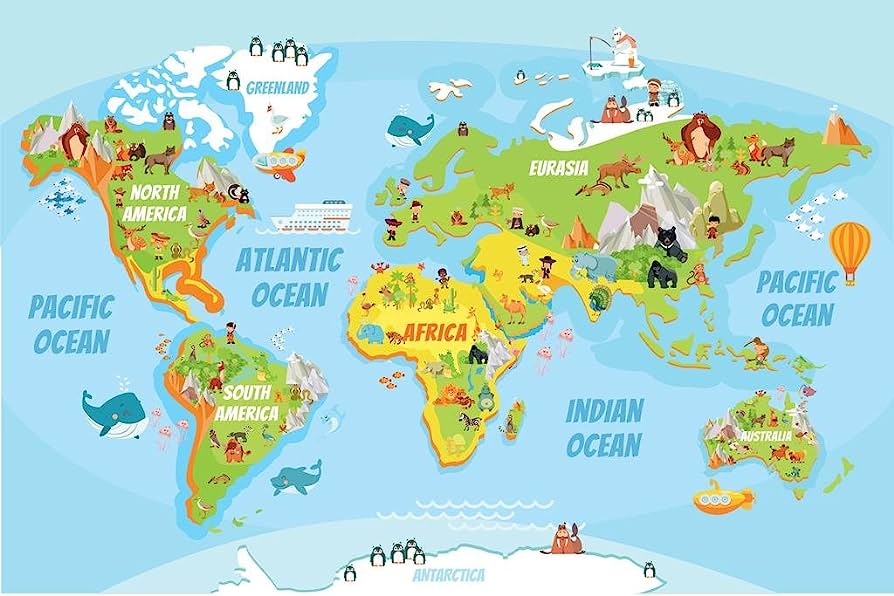 GREENLAND
EURASIA
NORTH
AMERICA
ATLANTIC
OCEAN
PACIFIC
OCEAN
PACIFIC
OCEAN
AFRICA
SOUTH
AMERICA
INDIAN
OCEAN
AUSTRALIA
ANTARCTICA